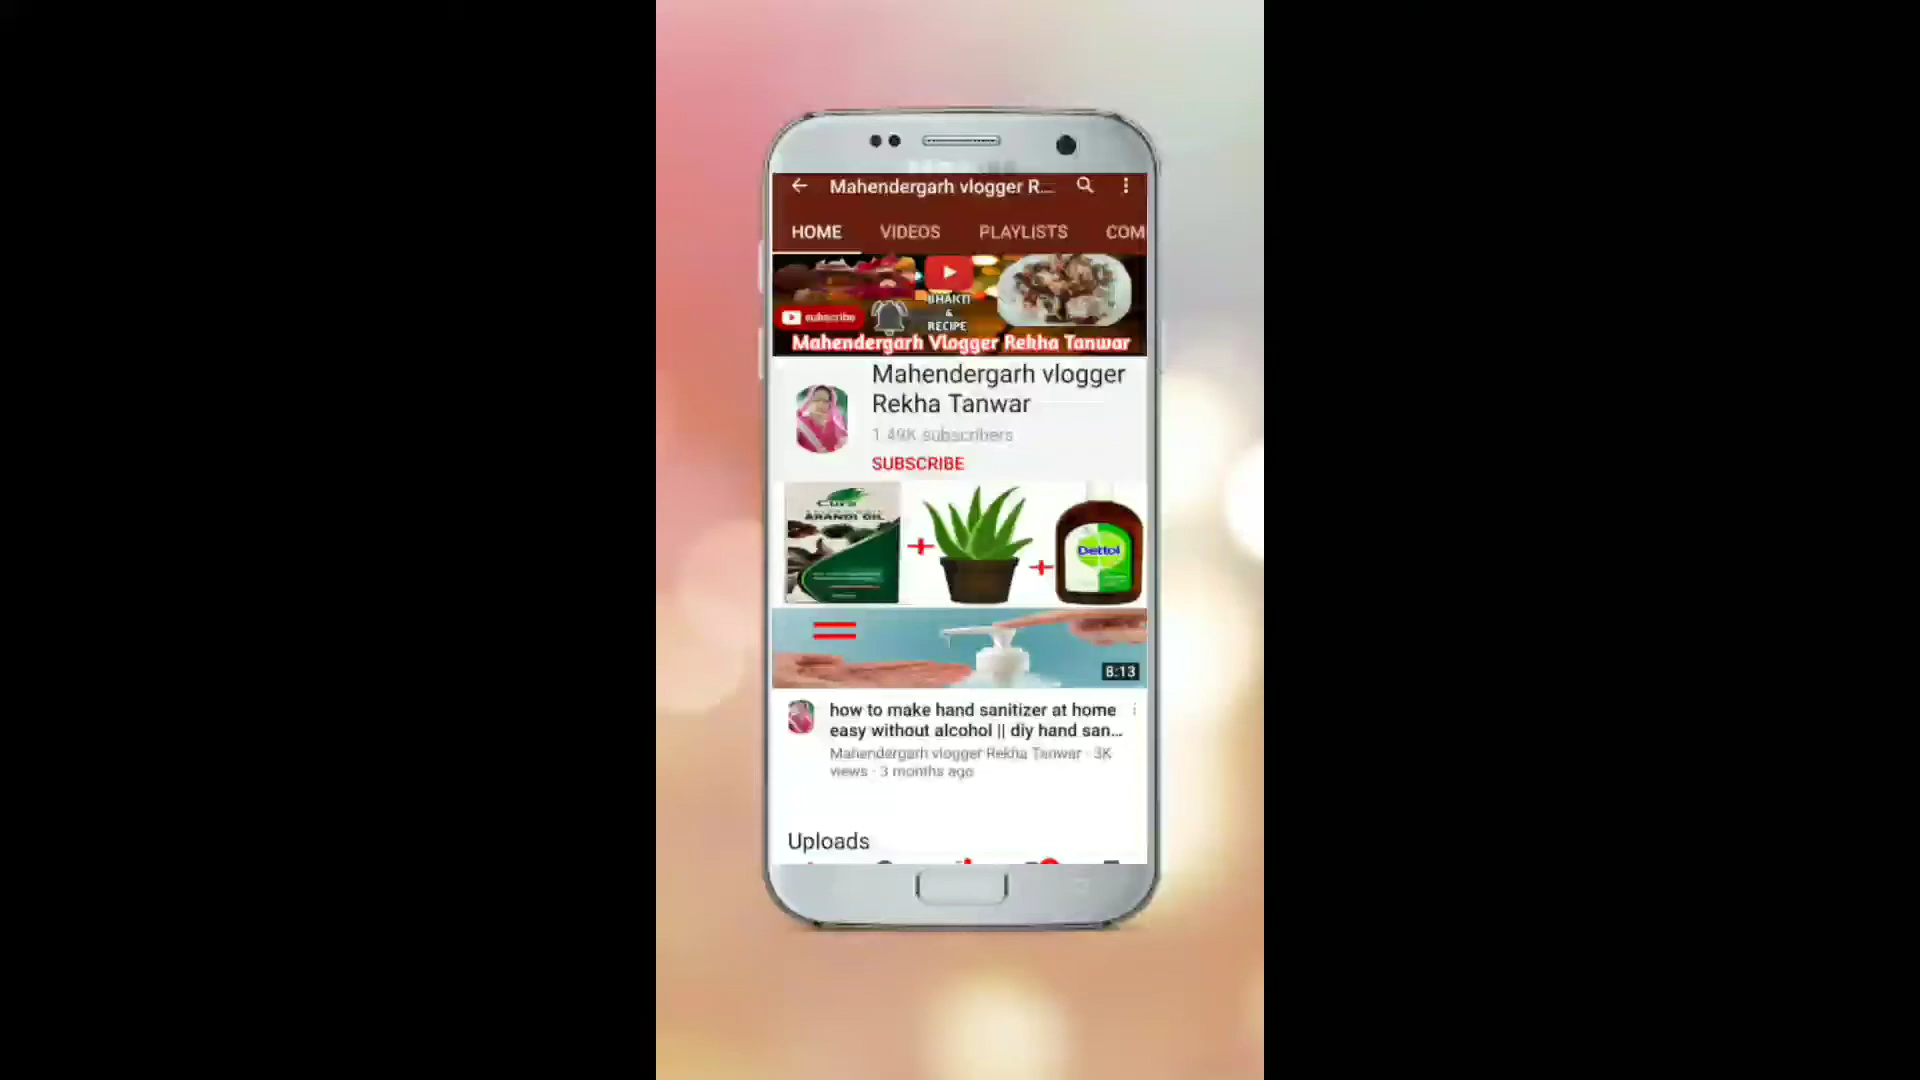 Mahendergarh vlogger R...
HOME VIDEOS PLAYLISTS COM
subscribe
BHAKTI
&
RECIPE
Mahendergarh Vlogger Rekha Tanwar
Mahendergarh vlogger
Rekha Tanwar
1.49K subscribers
SUBSCRIBE
Cura
ARANDI OIL
Dettol
8:13
how to make hand sanitizer at home
easy without alcohol || diy hand san...
Mahendergarh vlogger Rekha Tanwar · 3K
views · 3 months ago
Uploads